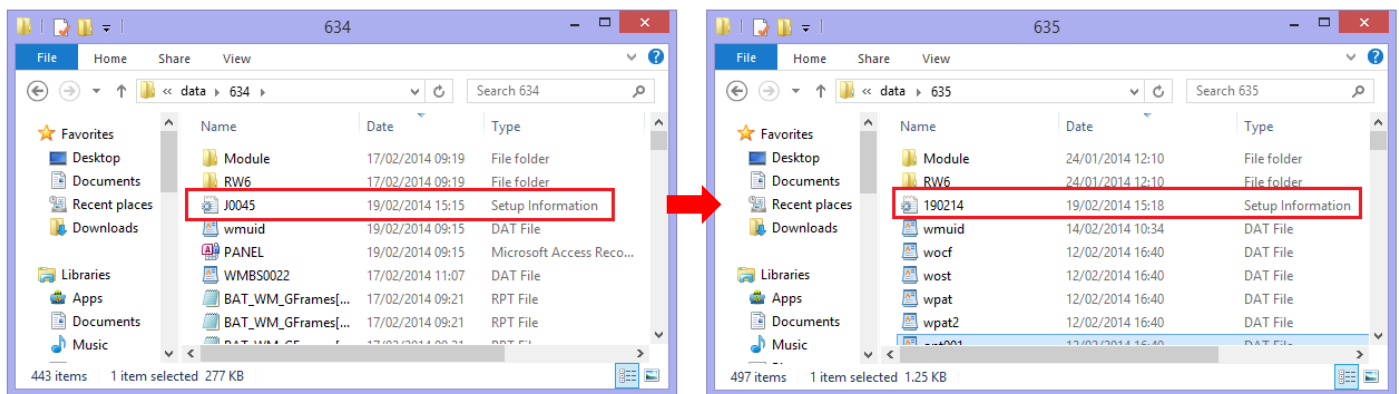 634
File Home Share View
« data › 634 ›
Search 634
Favorites
Desktop
Documents
Recent places
Downloads
Libraries
Apps
Documents
Music
Name Date Type
Module 17/02/2014 09:19 File folder
RW6 17/02/2014 09:19 File folder
J0045 19/02/2014 15:15 Setup Information
wmuid 19/02/2014 09:15 DAT File
PANEL 19/02/2014 09:15 Microsoft Access Reco...
WMBS0022 17/02/2014 11:07 DAT File
BAT_WM_GFrames[... 17/02/2014 09:21 RPT File
BAT_WM_GFrames[... 17/02/2014 09:21 RPT File
443 items 1 item selected 277 KB
635
File Home Share View
« data › 635
Search 635
Favorites
Desktop
Documents
Recent places
Downloads
Libraries
Apps
Documents
Music
Name Date Type
Module 24/01/2014 12:10 File folder
RW6 24/01/2014 12:10 File folder
190214 19/02/2014 15:18 Setup Information
wmuid 14/02/2014 10:34 DAT File
wocf 12/02/2014 16:40 DAT File
wost 12/02/2014 16:40 DAT File
wpat 12/02/2014 16:40 DAT File
wpat2 12/02/2014 16:40 DAT File
497 items 1 item selected 1.25 KB